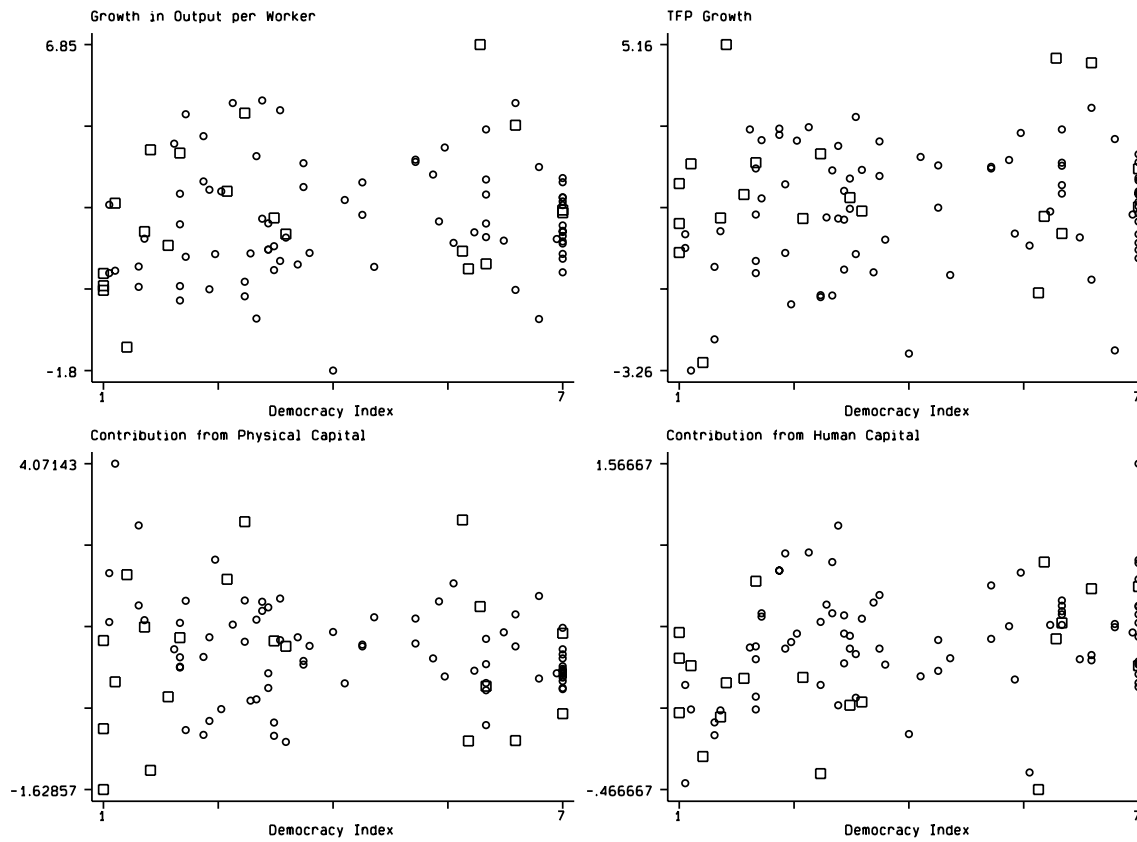 Growth in Output per Worker
6.85
-1.8
1
7
Democracy Index
TFP Growth
5.16
-3.26
1
7
Democracy Index
Contribution from Physical Capital
4.07143
-1.62857
1
7
Democracy Index
Contribution from Human Capital
1.56667
-.466667
1
7
Democracy Index